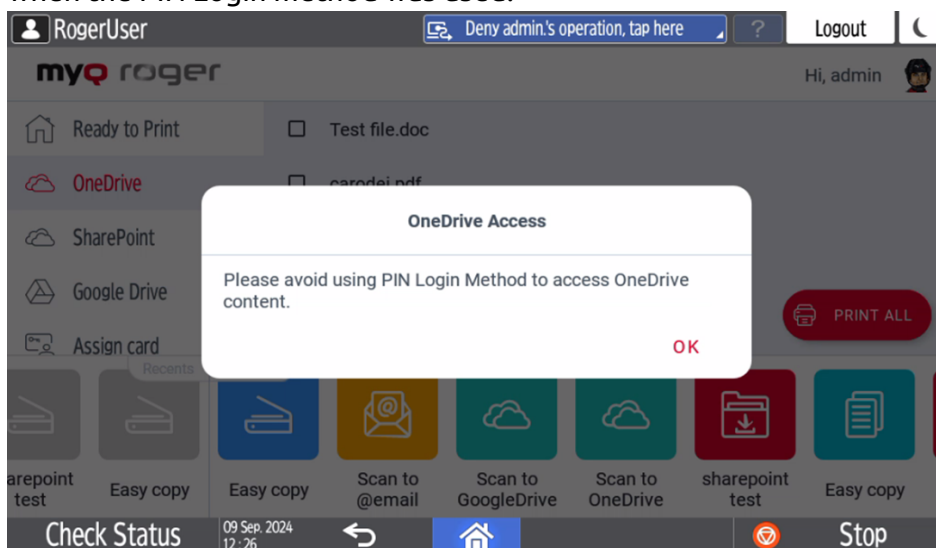 RogerUser
Deny admin.'s operation, tap here
?
Logout
myq roger
Hi, admin
Ready to Print
Test file.doc
OneDrive
carodej.pdf
OneDrive Access
SharePoint
Please avoid using PIN Login Method to access OneDrive
content.
Google Drive
PRINT ALL
OK
Assign card
Recents
arepoint
test
Easy copy
Easy copy
Scan to
@email
Scan to
GoogleDrive
Scan to
OneDrive
sharepoint
test
Easy copy
Check Status
09 Sep. 2024
12:26
Stop